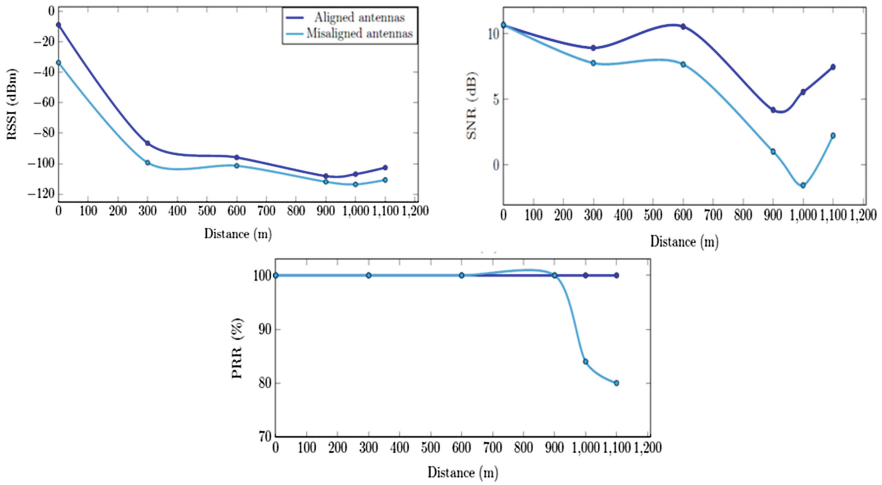 Aligned antennas
Misaligned antennas
RSSI (dBm)
0
−20
−40
−60
−80
−100
−120
0 100 200 300 400 500 600 700 800 900 1,000 1,100 1,200
Distance (m)
SNR (dB)
10
5
0
0 100 200 300 400 500 600 700 800 900 1,000 1,100 1,200
Distance (m)
PRR (%)
100
90
80
70
0 100 200 300 400 500 600 700 800 900 1,000 1,100 1,200
Distance (m)